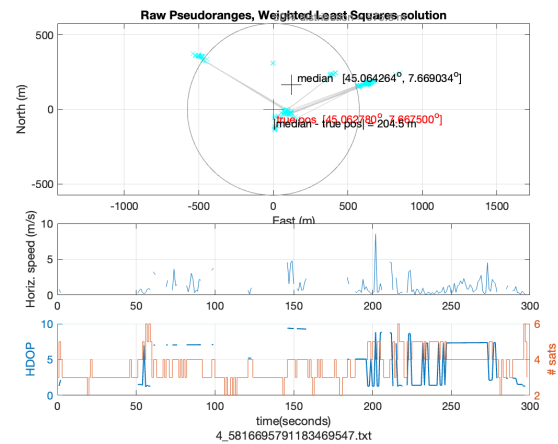 Raw Pseudoranges, Weighted Least Squares solution
North (m)
500
0
-500
median [45.064264°, 7.669034°]
true pos [45.062780°, 7.667500°]
|median - true pos| = 204.5 m
-1000 -500 0 500 1000 1500
East (m)
Horiz. speed (m/s)
10
5
0
0 50 100 150 200 250 300
HDOP
10
5
0
# sats
6
4
2
0 50 100 150 200 250 300
time(seconds)
4_5816695791183469547.txt